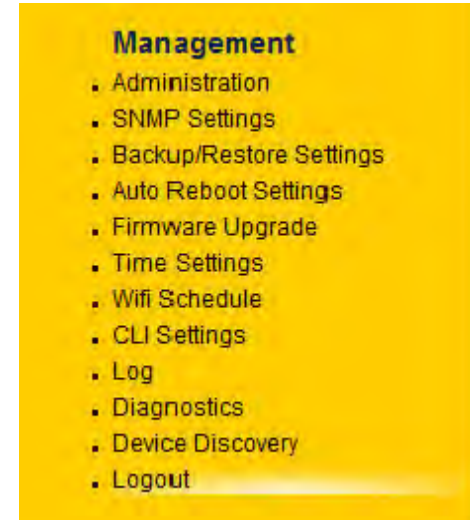 Management
Administration
SNMP Settings
Backup/Restore Settings
Auto Reboot Settings
Firmware Upgrade
Time Settings
Wifi Schedule
CLI Settings
Log
Diagnostics
Device Discovery
Logout